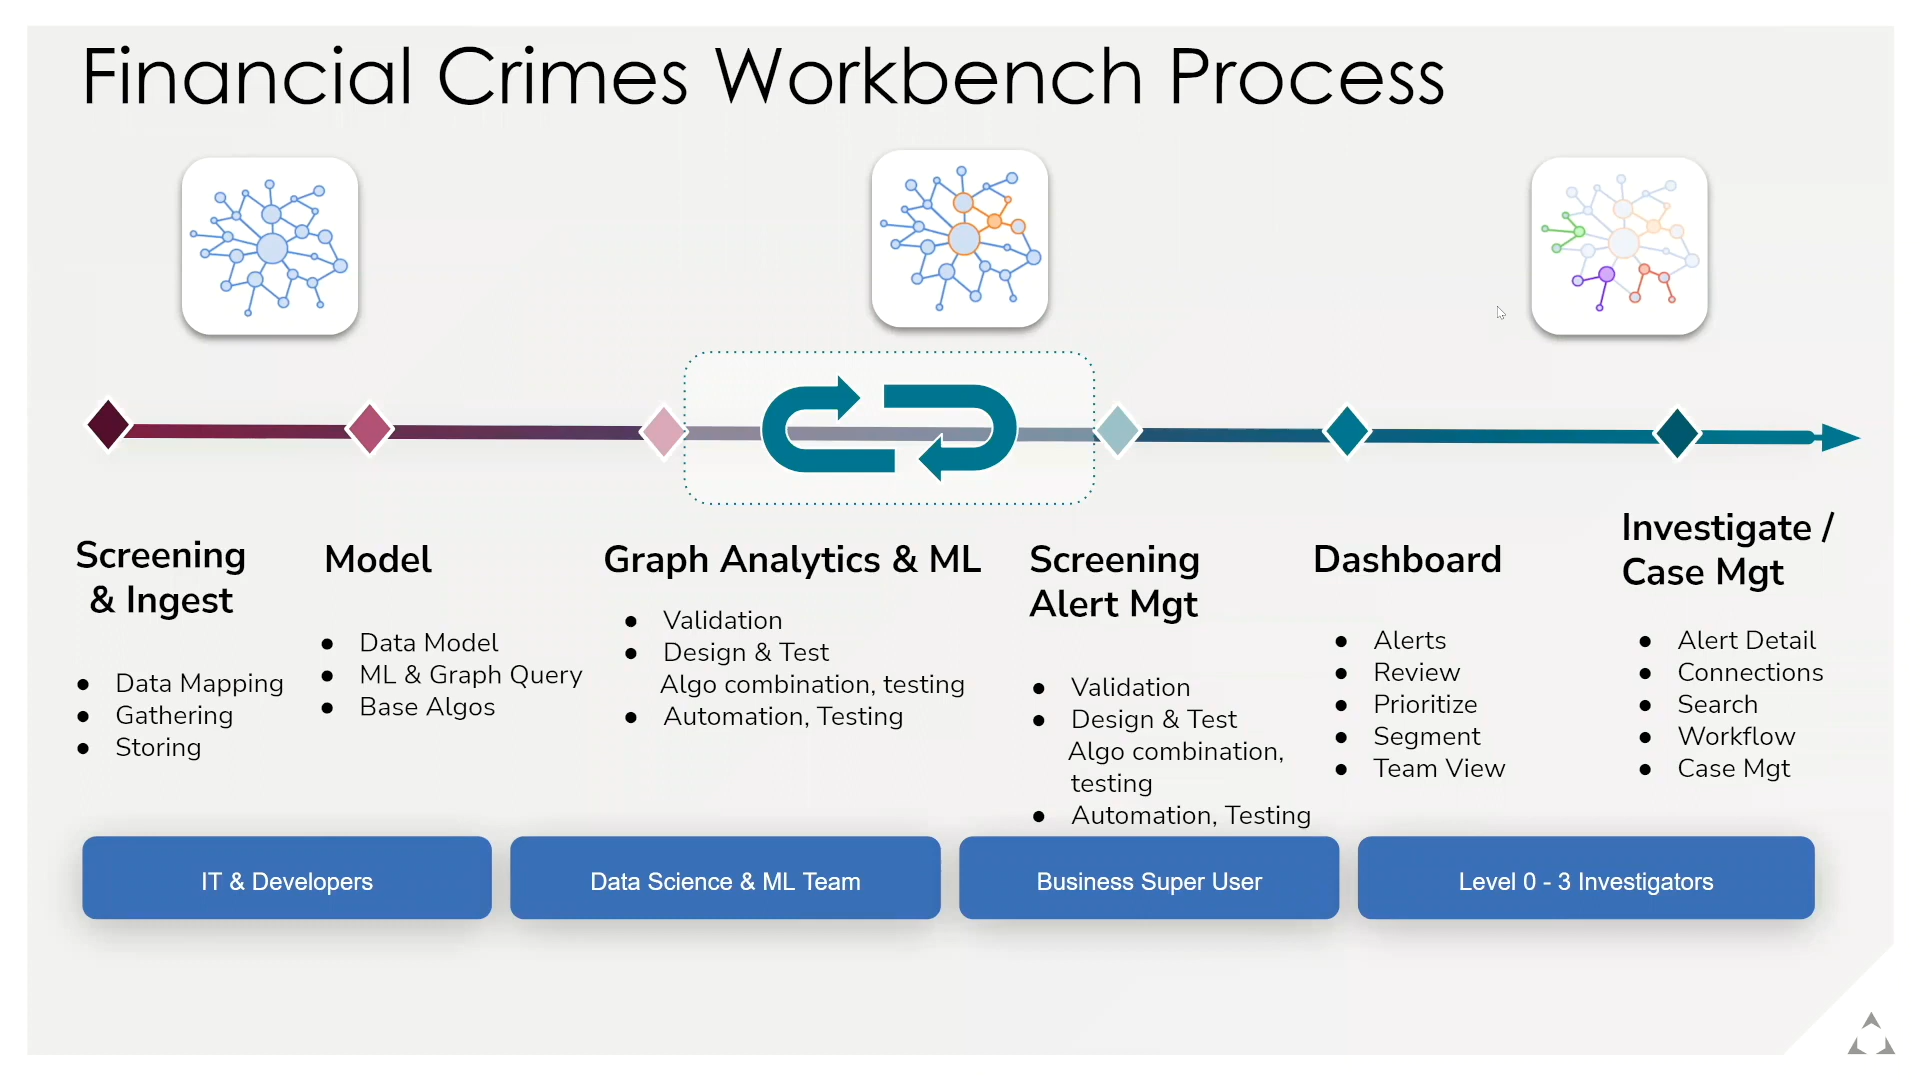 Financial Crimes Workbench Process
Screening
& Ingest
● Data Mapping
● Gathering
● Storing
Model
● Data Model
● ML & Graph Query
● Base Algos
Graph Analytics & ML
● Validation
● Design & Test
Algo combination, testing
● Automation, Testing
Screening
Alert Mgt
● Validation
● Design & Test
Algo combination,
testing
● Automation, Testing
Dashboard
● Alerts
● Review
● Prioritize
● Segment
● Team View
Investigate /
Case Mgt
● Alert Detail
● Connections
● Search
● Workflow
● Case Mgt
IT & Developers
Data Science & ML Team
Business Super User
Level 0 - 3 Investigators